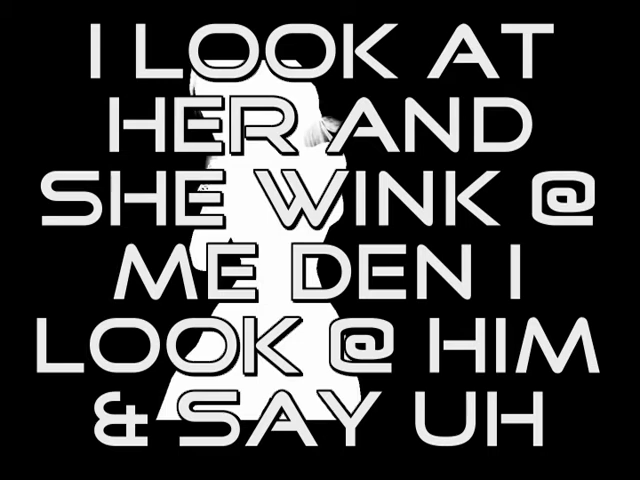 I LOOK AT
HER AND
SHE WINK @
ME DEN I
LOOK @ HIM
& SAY UH